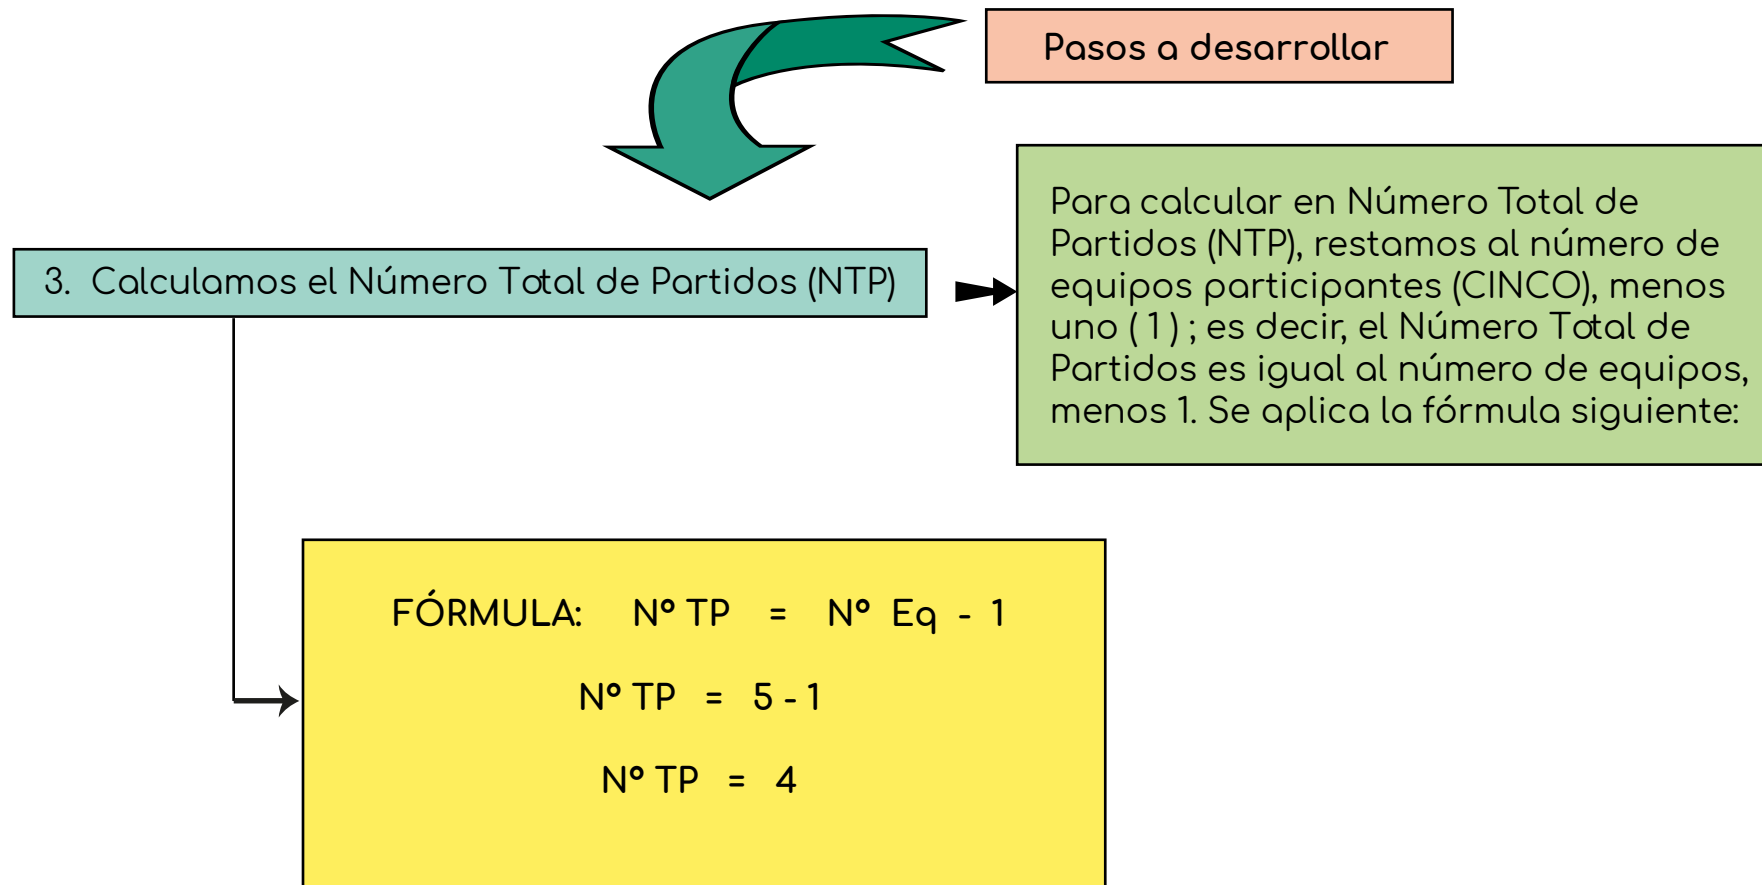 Pasos a desarrollar
3. Calculamos el Número Total de Partidos (NTP)
Para calcular en Número Total de
Partidos (NTP), restamos al número de
equipos participantes (CINCO), menos
uno ( 1 ) ; es decir, el Número Total de
Partidos es igual al número de equipos,
menos 1. Se aplica la fórmula siguiente:
FÓRMULA: Nº TP = Nº Eq - 1
Nº TP = 5 - 1
Nº TP = 4